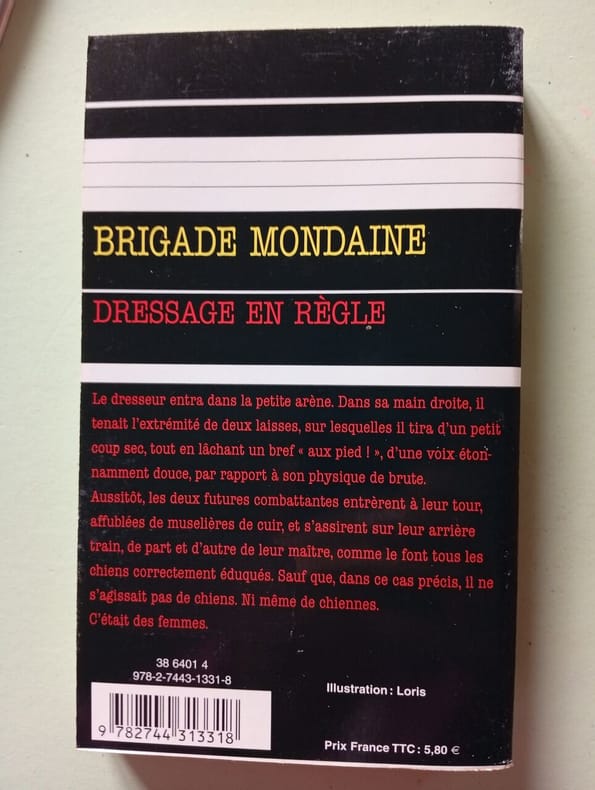 BRIGADE MONDAINE
DRESSAGE EN RÈGLE
Le dresseur entra dans la petite arène. Dans sa main droite, il
tenait l'extrémité de deux laisses, sur lesquelles il tira d'un petit
coup sec, tout en lâchant un bref « aux pied ! », d'une voix éton-
namment douce, par rapport à son physique de brute.
Aussitôt, les deux futures combattantes entrèrent à leur tour,
affublées de muselières de cuir, et s'assirent sur leur arrière
train, de part et d'autre de leur maître, comme le font tous les
chiens correctement éduqués. Sauf que, dans ce cas précis, il ne
s'agissait pas de chiens. Ni même de chiennes.
C'était des femmes.
38 6401 4
978-2-7443-1331-8
9 782744 313318
Illustration : Loris
Prix France TTC : 5,80 €